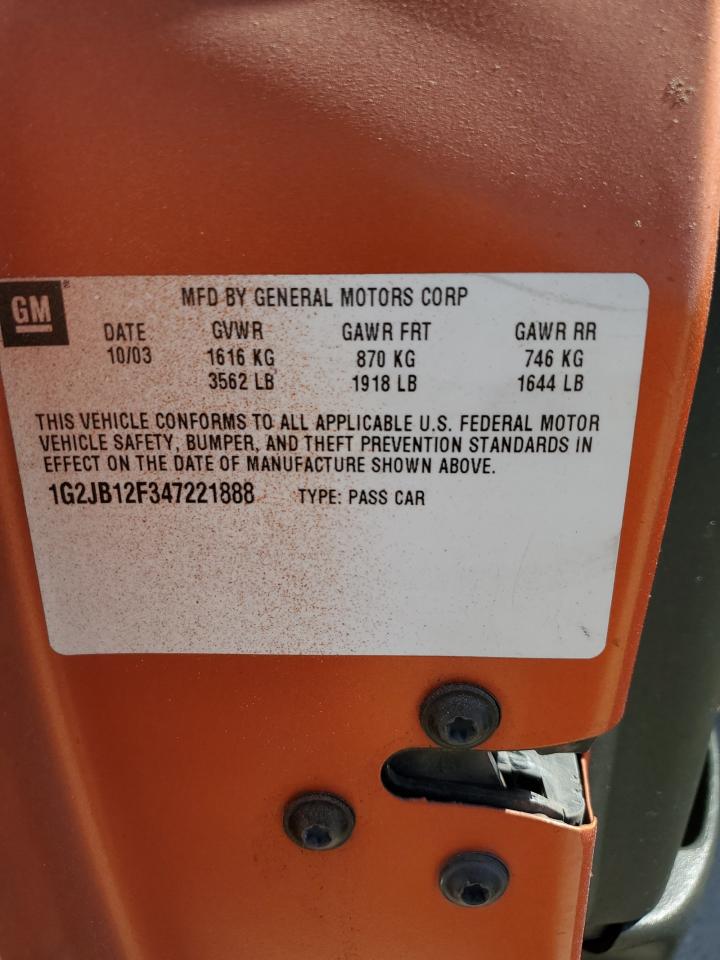 GM®
MFD BY GENERAL MOTORS CORP
DATE GVWR GAWR FRT GAWR RR
10/03 1616 KG 870 KG 746 KG
3562 LB 1918 LB 1644 LB
THIS VEHICLE CONFORMS TO ALL APPLICABLE U.S. FEDERAL MOTOR
VEHICLE SAFETY, BUMPER, AND THEFT PREVENTION STANDARDS IN
EFFECT ON THE DATE OF MANUFACTURE SHOWN ABOVE.
1G2JB12F347221888 TYPE: PASS CAR